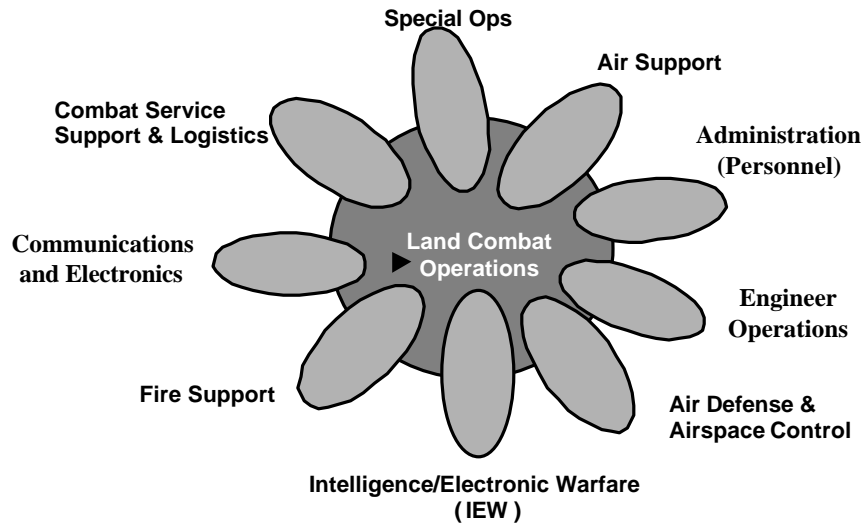 Special Ops
Air Support
Combat Service
Support & Logistics
Administration
(Personnel)
Land Combat
Operations
Communications
and Electronics
Engineer
Operations
Fire Support
Air Defense &
Airspace Control
Intelligence/Electronic Warfare
( IEW )